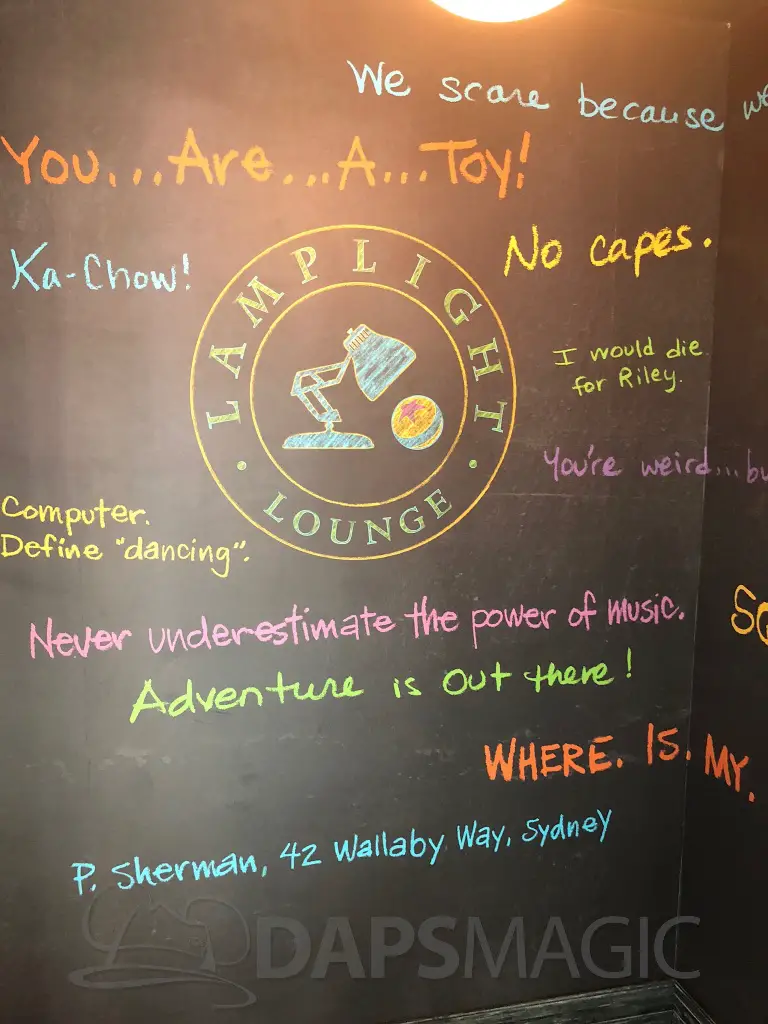 We scare because we
You...Are...A...Toy!
Ka-Chow!
No capes.
LAMPLIGHT
LOUNGE
I would die
for Riley.
You're weird...bu
Computer.
Define "dancing".
Never underestimate the power of music.
Adventure is out there!
WHERE. IS. MY.
P. Sherman, 42 Wallaby Way, Sydney
DAPSMAGIC